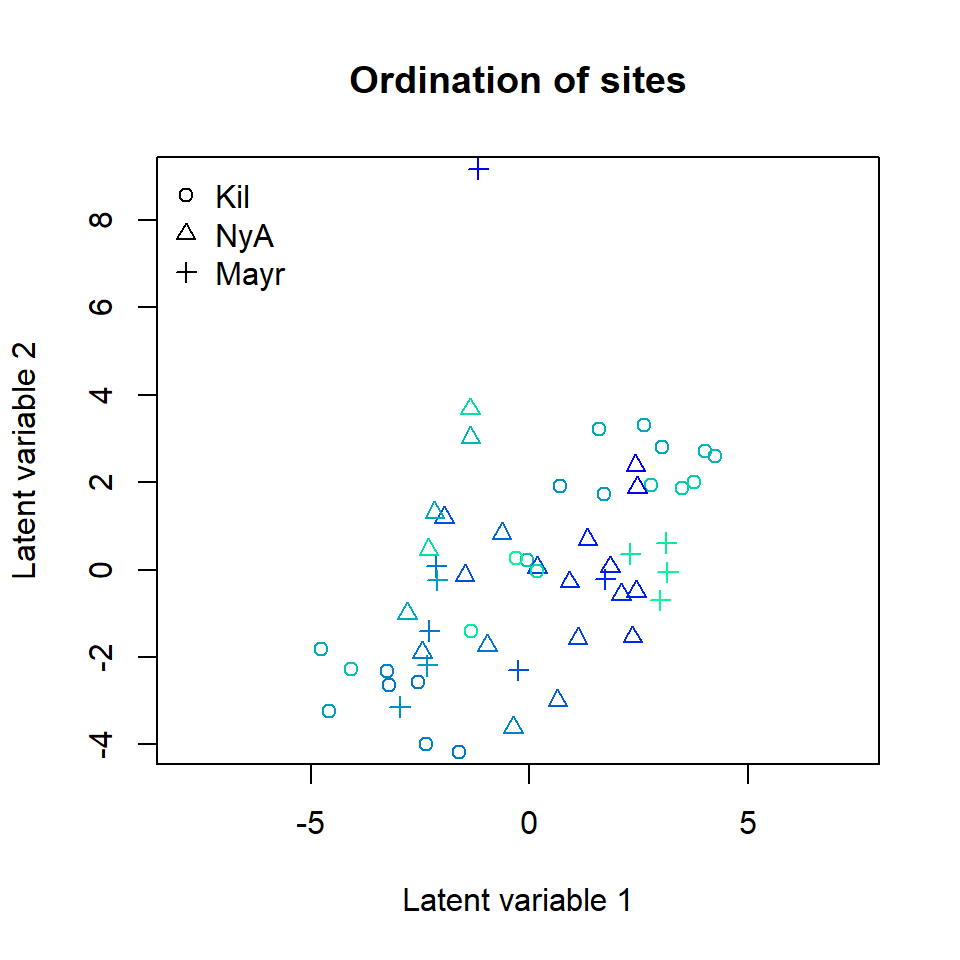 Ordination of sites
Kil
NyA
Mayr
8
6
4
2
0
-2
-4
Latent variable 2
-5 0 5
Latent variable 1